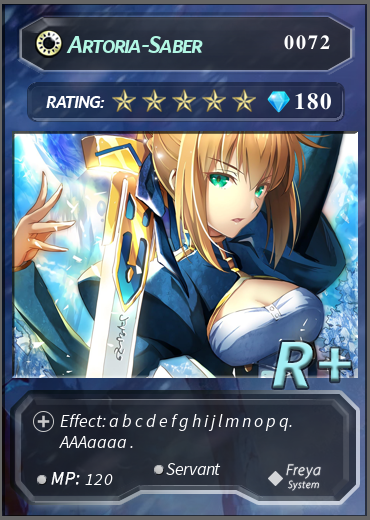 ARTORIA-SABER 0072
RATING: 180
R+
Effect: a b c d e f g h i j l m n o p q.
AAAaaaa .
MP: 120 Servant Freya
System